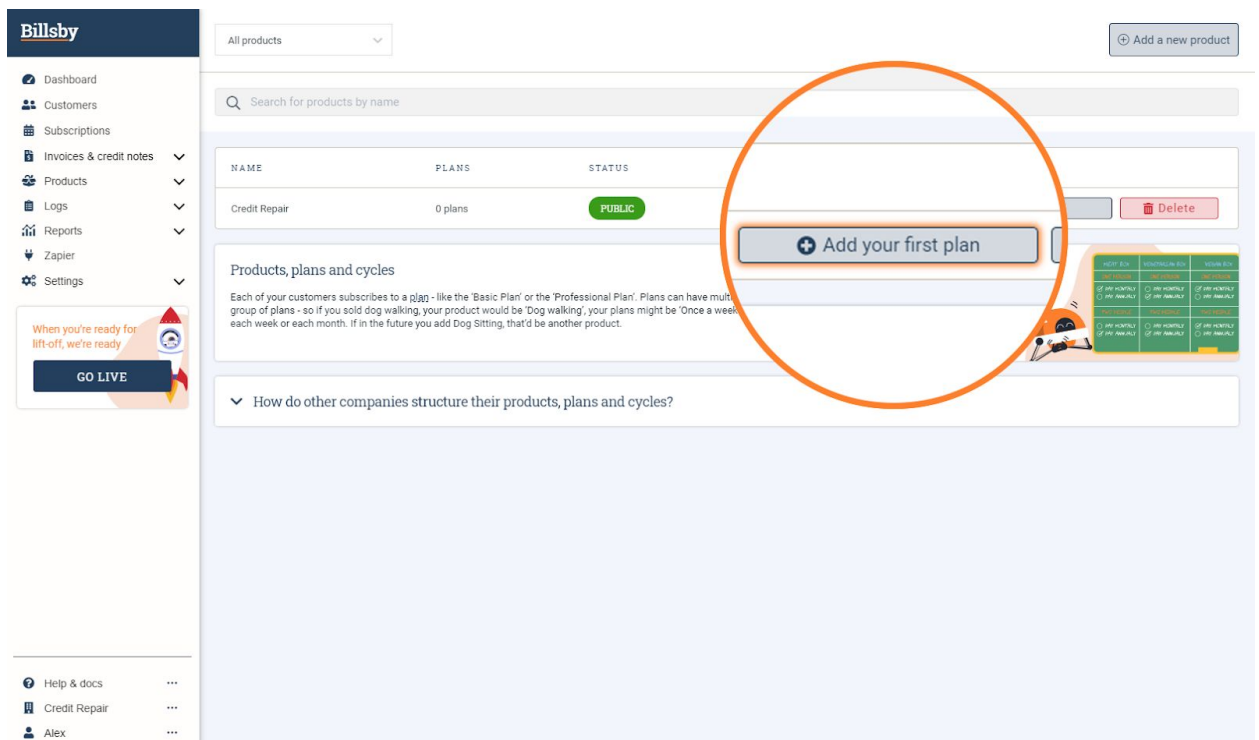 Billsby
Dashboard
Customers
Subscriptions
Invoices & credit notes
Products
Logs
Reports
Zapier
Settings
When you're ready for
lift-off, we're ready
GO LIVE
Help & docs
Credit Repair
Alex
All products
Add a new product
Search for products by name
NAME PLANS STATUS
Credit Repair 0 plans PUBLIC Delete
Add your first plan
Products, plans and cycles
Each of your customers subscribes to a plan - like the 'Basic Plan' or the 'Professional Plan'. Plans can have
group of plans - so if you sold dog walking, your product would be 'Dog walking', your plans might be 'Once a week
each week or each month. If in the future you add Dog Sitting, that'd be another product.
How do other companies structure their products, plans and cycles?